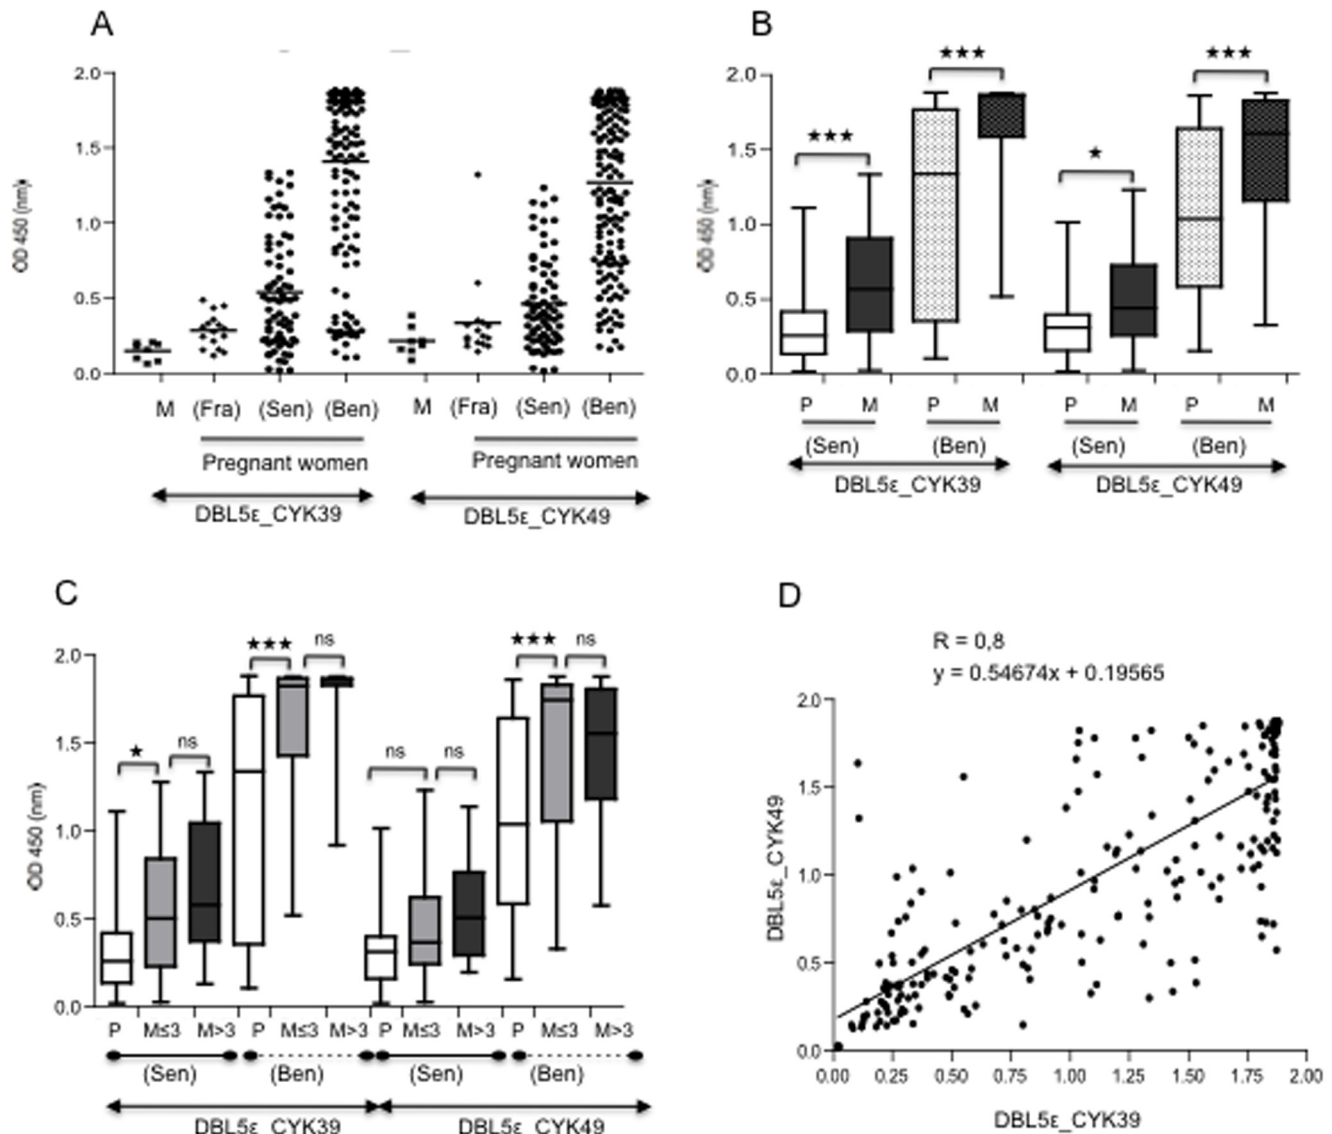 A
2.0
1.5
1.0
0.5
0.0
OD 450 (nm)
M (Fra) (Sen) (Ben) M (Fra) (Sen) (Ben)
Pregnant women Pregnant women
DBL5ε_CYK39 DBL5ε_CYK49
B
★★★ ★★★
★★★ ★
2.0
1.5
1.0
0.5
0.0
OD 450 (nm)
P M P M P M P M
(Sen) (Ben) (Sen) (Ben)
DBL5ε_CYK39 DBL5ε_CYK49
C
★★★ ns ★★★ ns
★ ns ns ns
2.0
1.5
1.0
0.5
0.0
OD 450 (nm)
P M≤3 M>3 P M≤3 M>3 P M≤3 M>3 P M≤3 M>3
(Sen) (Ben) (Sen) (Ben)
DBL5ε_CYK39 DBL5ε_CYK49
D
R = 0,8
y = 0.54674x + 0.19565
2.0
1.5
1.0
0.5
0.0
DBL5ε_CYK49
0.00 0.25 0.50 0.75 1.00 1.25 1.50 1.75 2.00
DBL5ε_CYK39